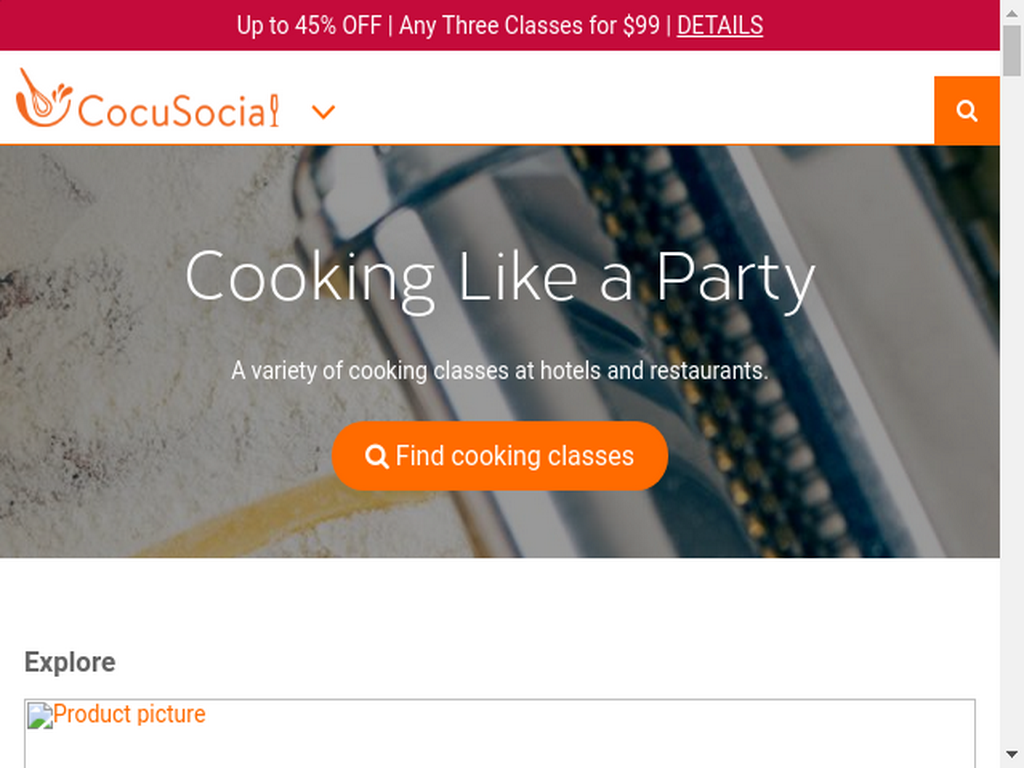 Up to 45% OFF | Any Three Classes for $99 | DETAILS
CocuSocial
Cooking Like a Party
A variety of cooking classes at hotels and restaurants.
Find cooking classes
Explore
Product picture